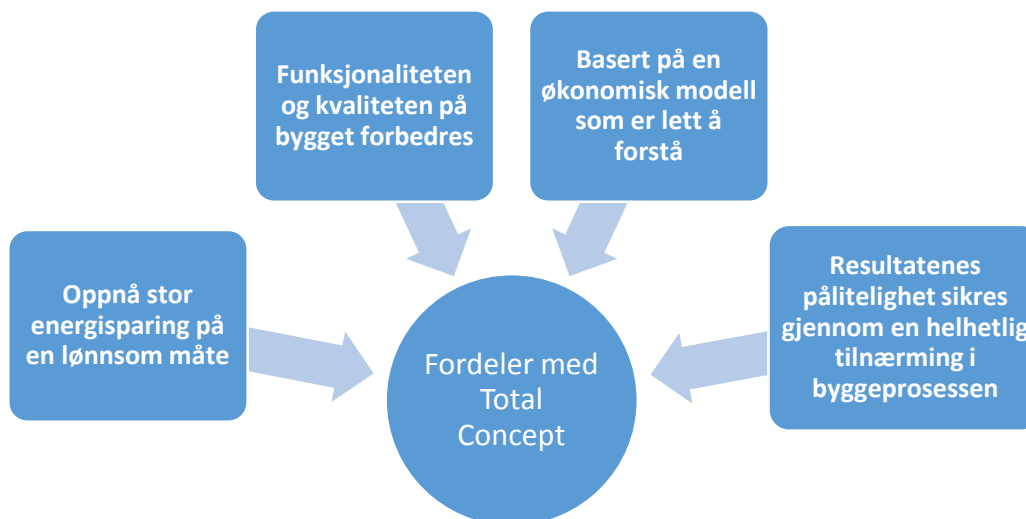 Funksjonaliteten
og kvaliteten på
bygget forbedres
Basert på en
økonomisk modell
som er lett å
forstå
Oppnå stor
energisparing på
en lønnsom måte
Resultatenes
pålitelighet sikres
gjennom en helhetlig
tilnærming i
byggeprosessen
Fordeler med
Total
Concept